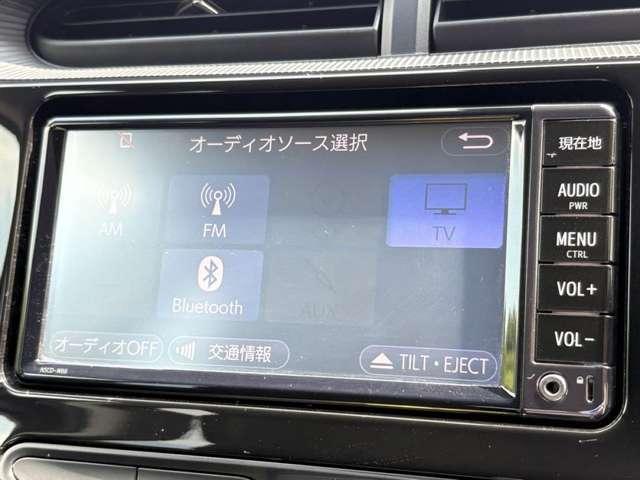 オーディオソース選択
AM
FM
TV
Bluetooth
AUX
オーディオOFF
交通情報
TILT・EJECT
NSCD-W66
現在地
AUDIO
PWR
MENU
CTRL
VOL+
VOL-